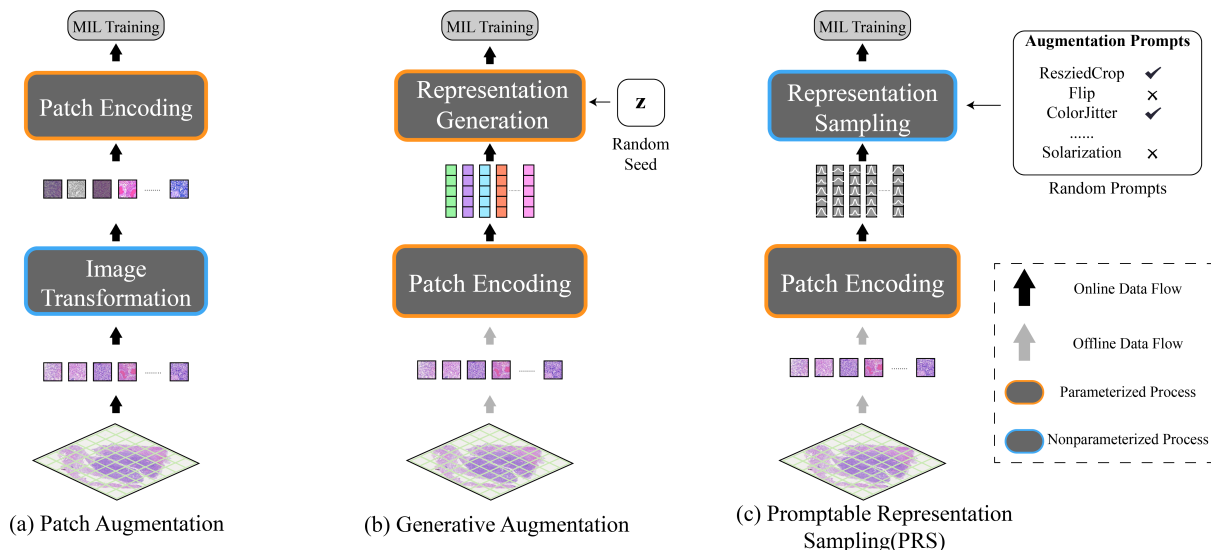 MIL Training
Patch Encoding
Image
Transformation
(a) Patch Augmentation
MIL Training
Representation
Generation
z
Random
Seed
Patch Encoding
(b) Generative Augmentation
MIL Training
Representation
Sampling
Augmentation Prompts
ResziedCrop
Flip
ColorJitter
......
Solarization
Random Prompts
Patch Encoding
(c) Promptable Representation
Sampling(PRS)
Online Data Flow
Offline Data Flow
Parameterized Process
Nonparameterized Process